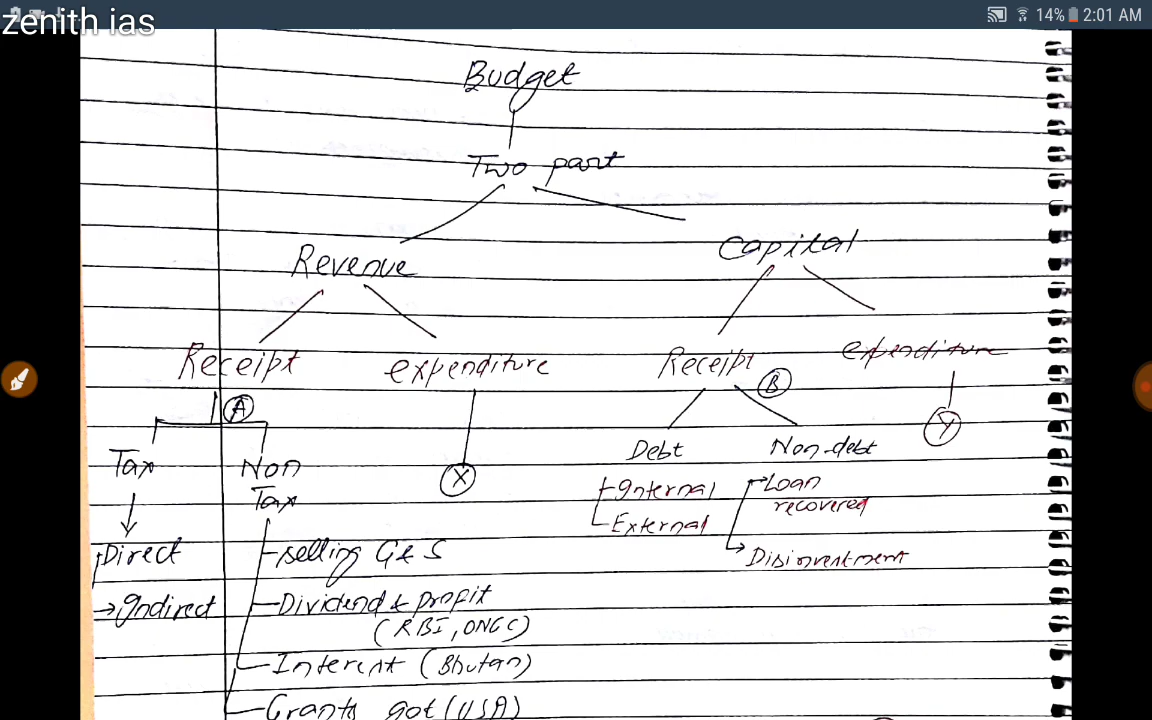 zenith ias
14% 2:01 AM
Budget
Two part
Revenue
Capital
Receipt
expenditure
Receipt
expenditure
A
B
X
Y
Tax
Non
Tax
Direct
Indirect
selling G & S
Dividend & profit
(RBI, ONGC)
Interest (Bhutan)
Grants got (USA)
Debt
Internal
External
Non-debt
Loan
recovered
Disinvestment